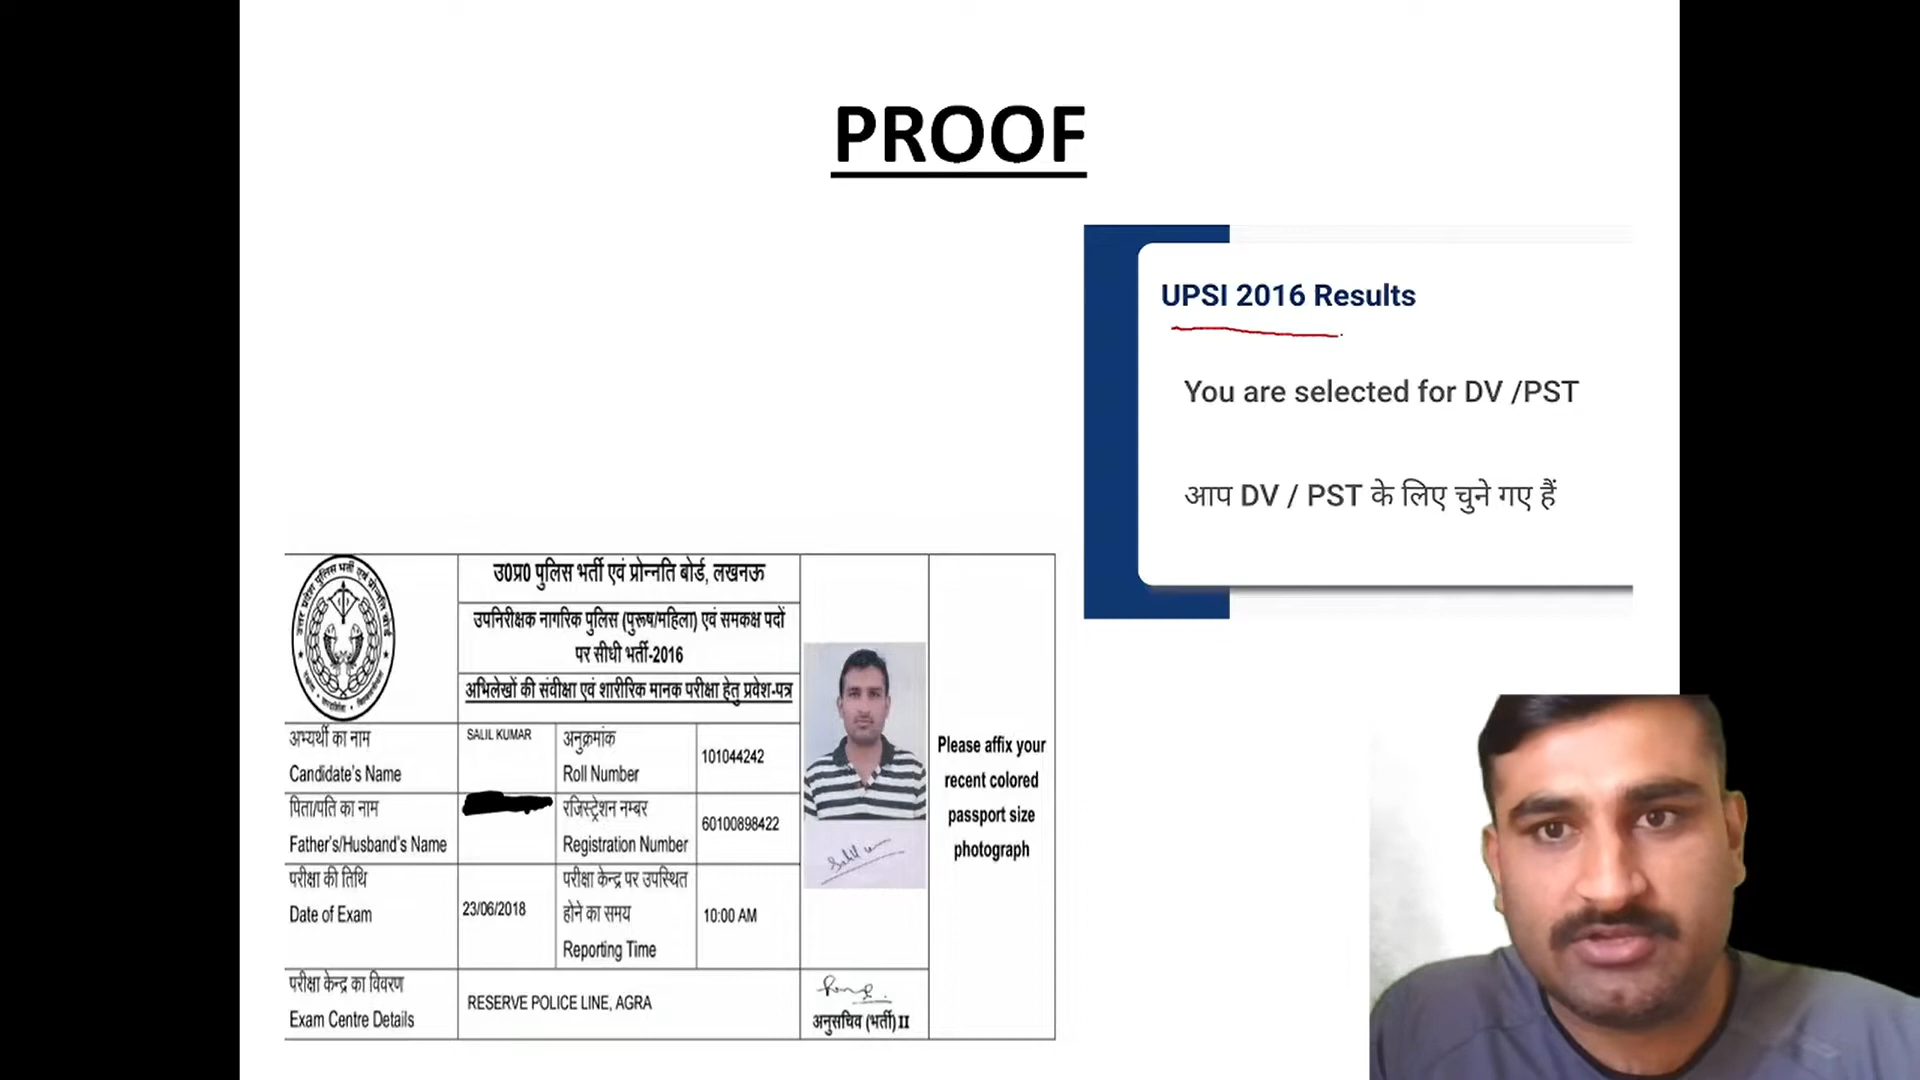 PROOF
UPSI 2016 Results
You are selected for DV /PST
आप DV / PST के लिए चुने गए हैं
उ0प्र0 पुलिस भर्ती एवं प्रोन्नति बोर्ड, लखनऊ
उपनिरीक्षक नागरिक पुलिस (पुरूष/महिला) एवं समकक्ष पदों
पर सीधी भर्ती-2016
अभिलेखों की संवीक्षा एवं शारीरिक मानक परीक्षा हेतु प्रवेश-पत्र
अभ्यर्थी का नाम
Candidate's Name
SALIL KUMAR
अनुक्रमांक
Roll Number
101044242
पिता/पति का नाम
Father's/Husband's Name
रजिस्ट्रेशन नम्बर
Registration Number
60100898422
परीक्षा की तिथि
Date of Exam
23/06/2018
परीक्षा केन्द्र पर उपस्थित
होने का समय
Reporting Time
10:00 AM
परीक्षा केन्द्र का विवरण
Exam Centre Details
RESERVE POLICE LINE, AGRA
अनुसचिव (भर्ती) II
Please affix your
recent colored
passport size
photograph